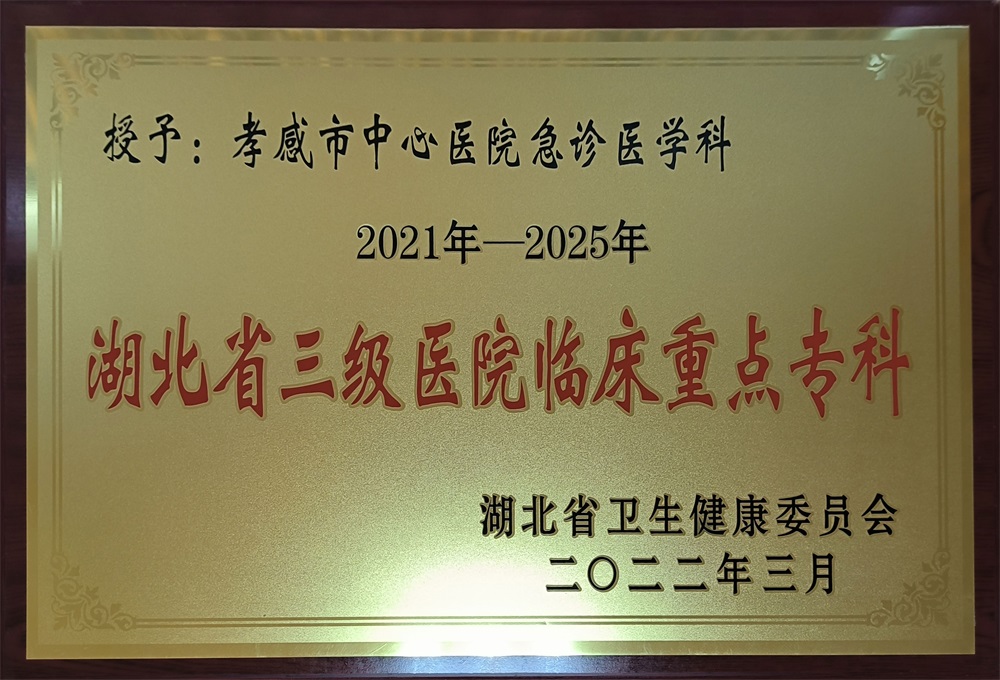 授予：孝感市中心医院急诊医学科
2021年—2025年
湖北省三级医院临床重点专科
湖北省卫生健康委员会
二〇二二年三月